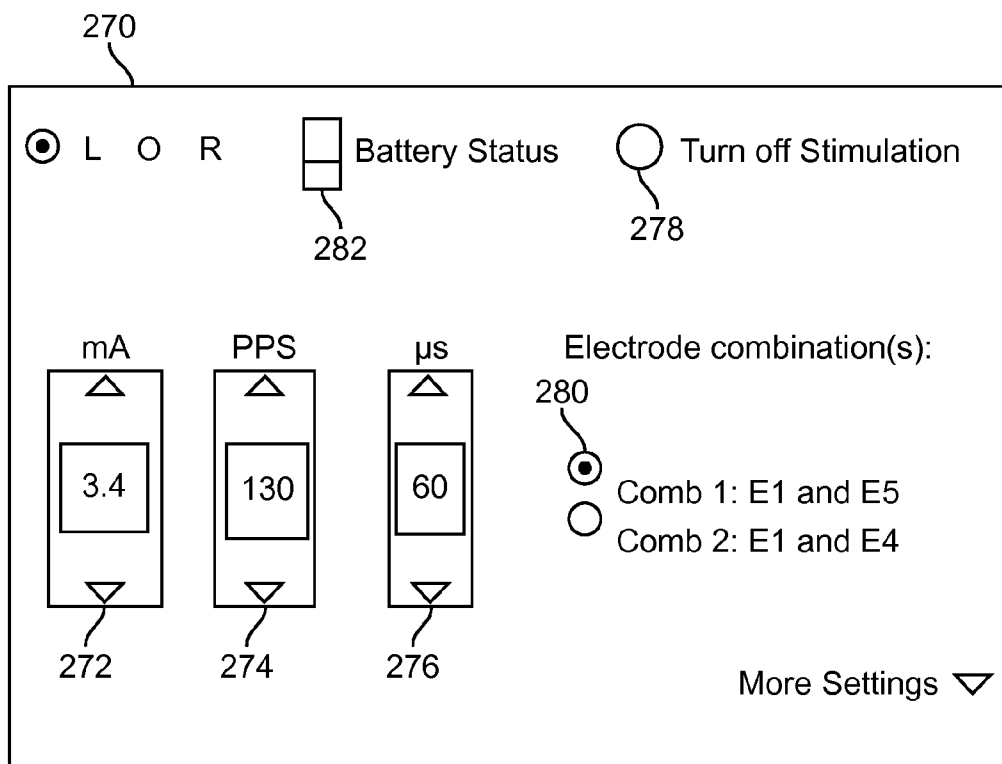 270
L O R
Battery Status
Turn off Stimulation
282
278
mA
PPS
µs
Electrode combination(s):
280
3.4
130
60
Comb 1: E1 and E5
Comb 2: E1 and E4
272
274
276
More Settings